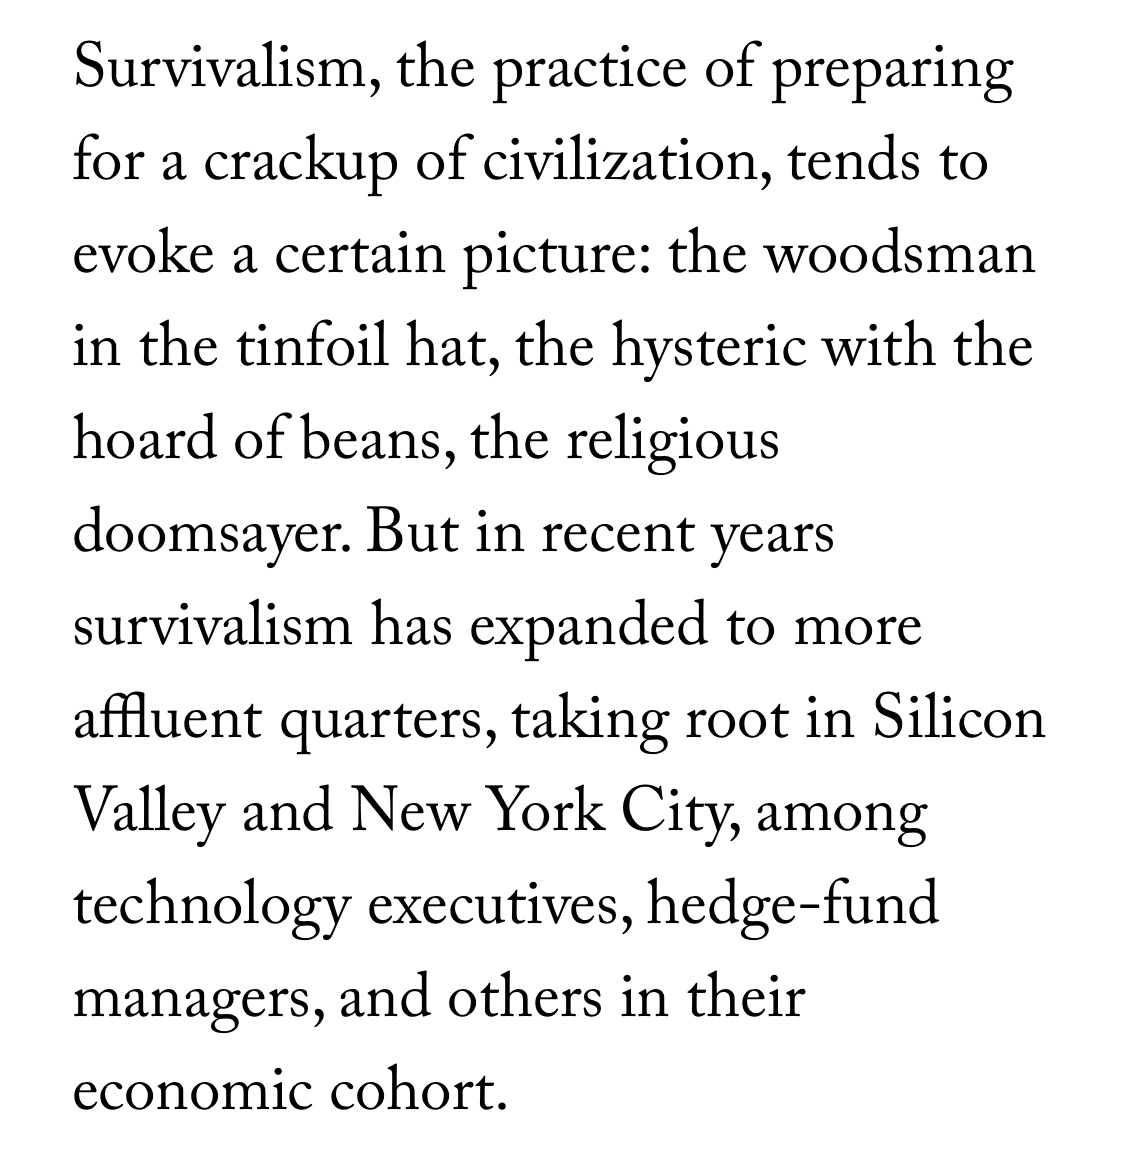 Survivalism, the practice of preparing
for a crackup of civilization, tends to
evoke a certain picture: the woodsman
in the tinfoil hat, the hysteric with the
hoard of beans, the religious
doomsayer. But in recent years
survivalism has expanded to more
affluent quarters, taking root in Silicon
Valley and New York City, among
technology executives, hedge-fund
managers, and others in their
economic cohort.